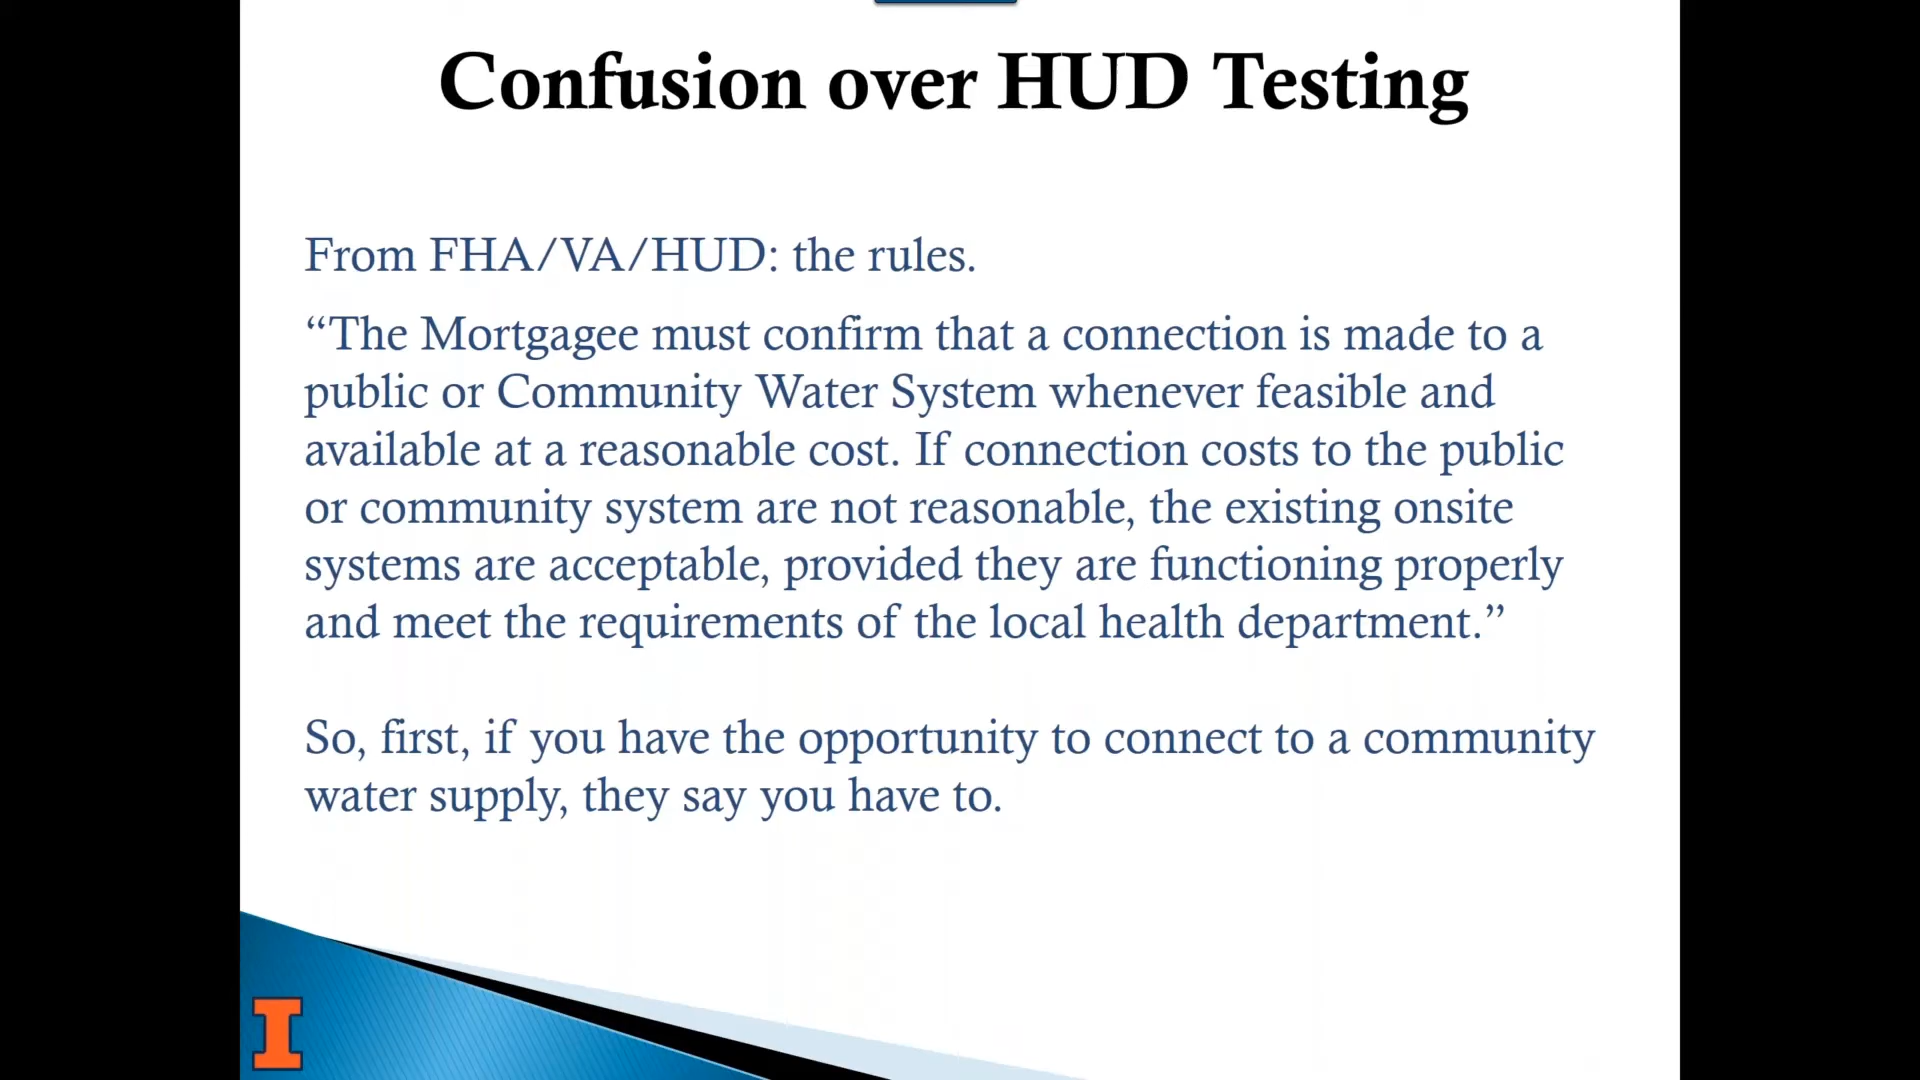 Confusion over HUD Testing
From FHA/VA/HUD: the rules.
“The Mortgagee must confirm that a connection is made to a
public or Community Water System whenever feasible and
available at a reasonable cost. If connection costs to the public
or community system are not reasonable, the existing onsite
systems are acceptable, provided they are functioning properly
and meet the requirements of the local health department.”
So, first, if you have the opportunity to connect to a community
water supply, they say you have to.
I